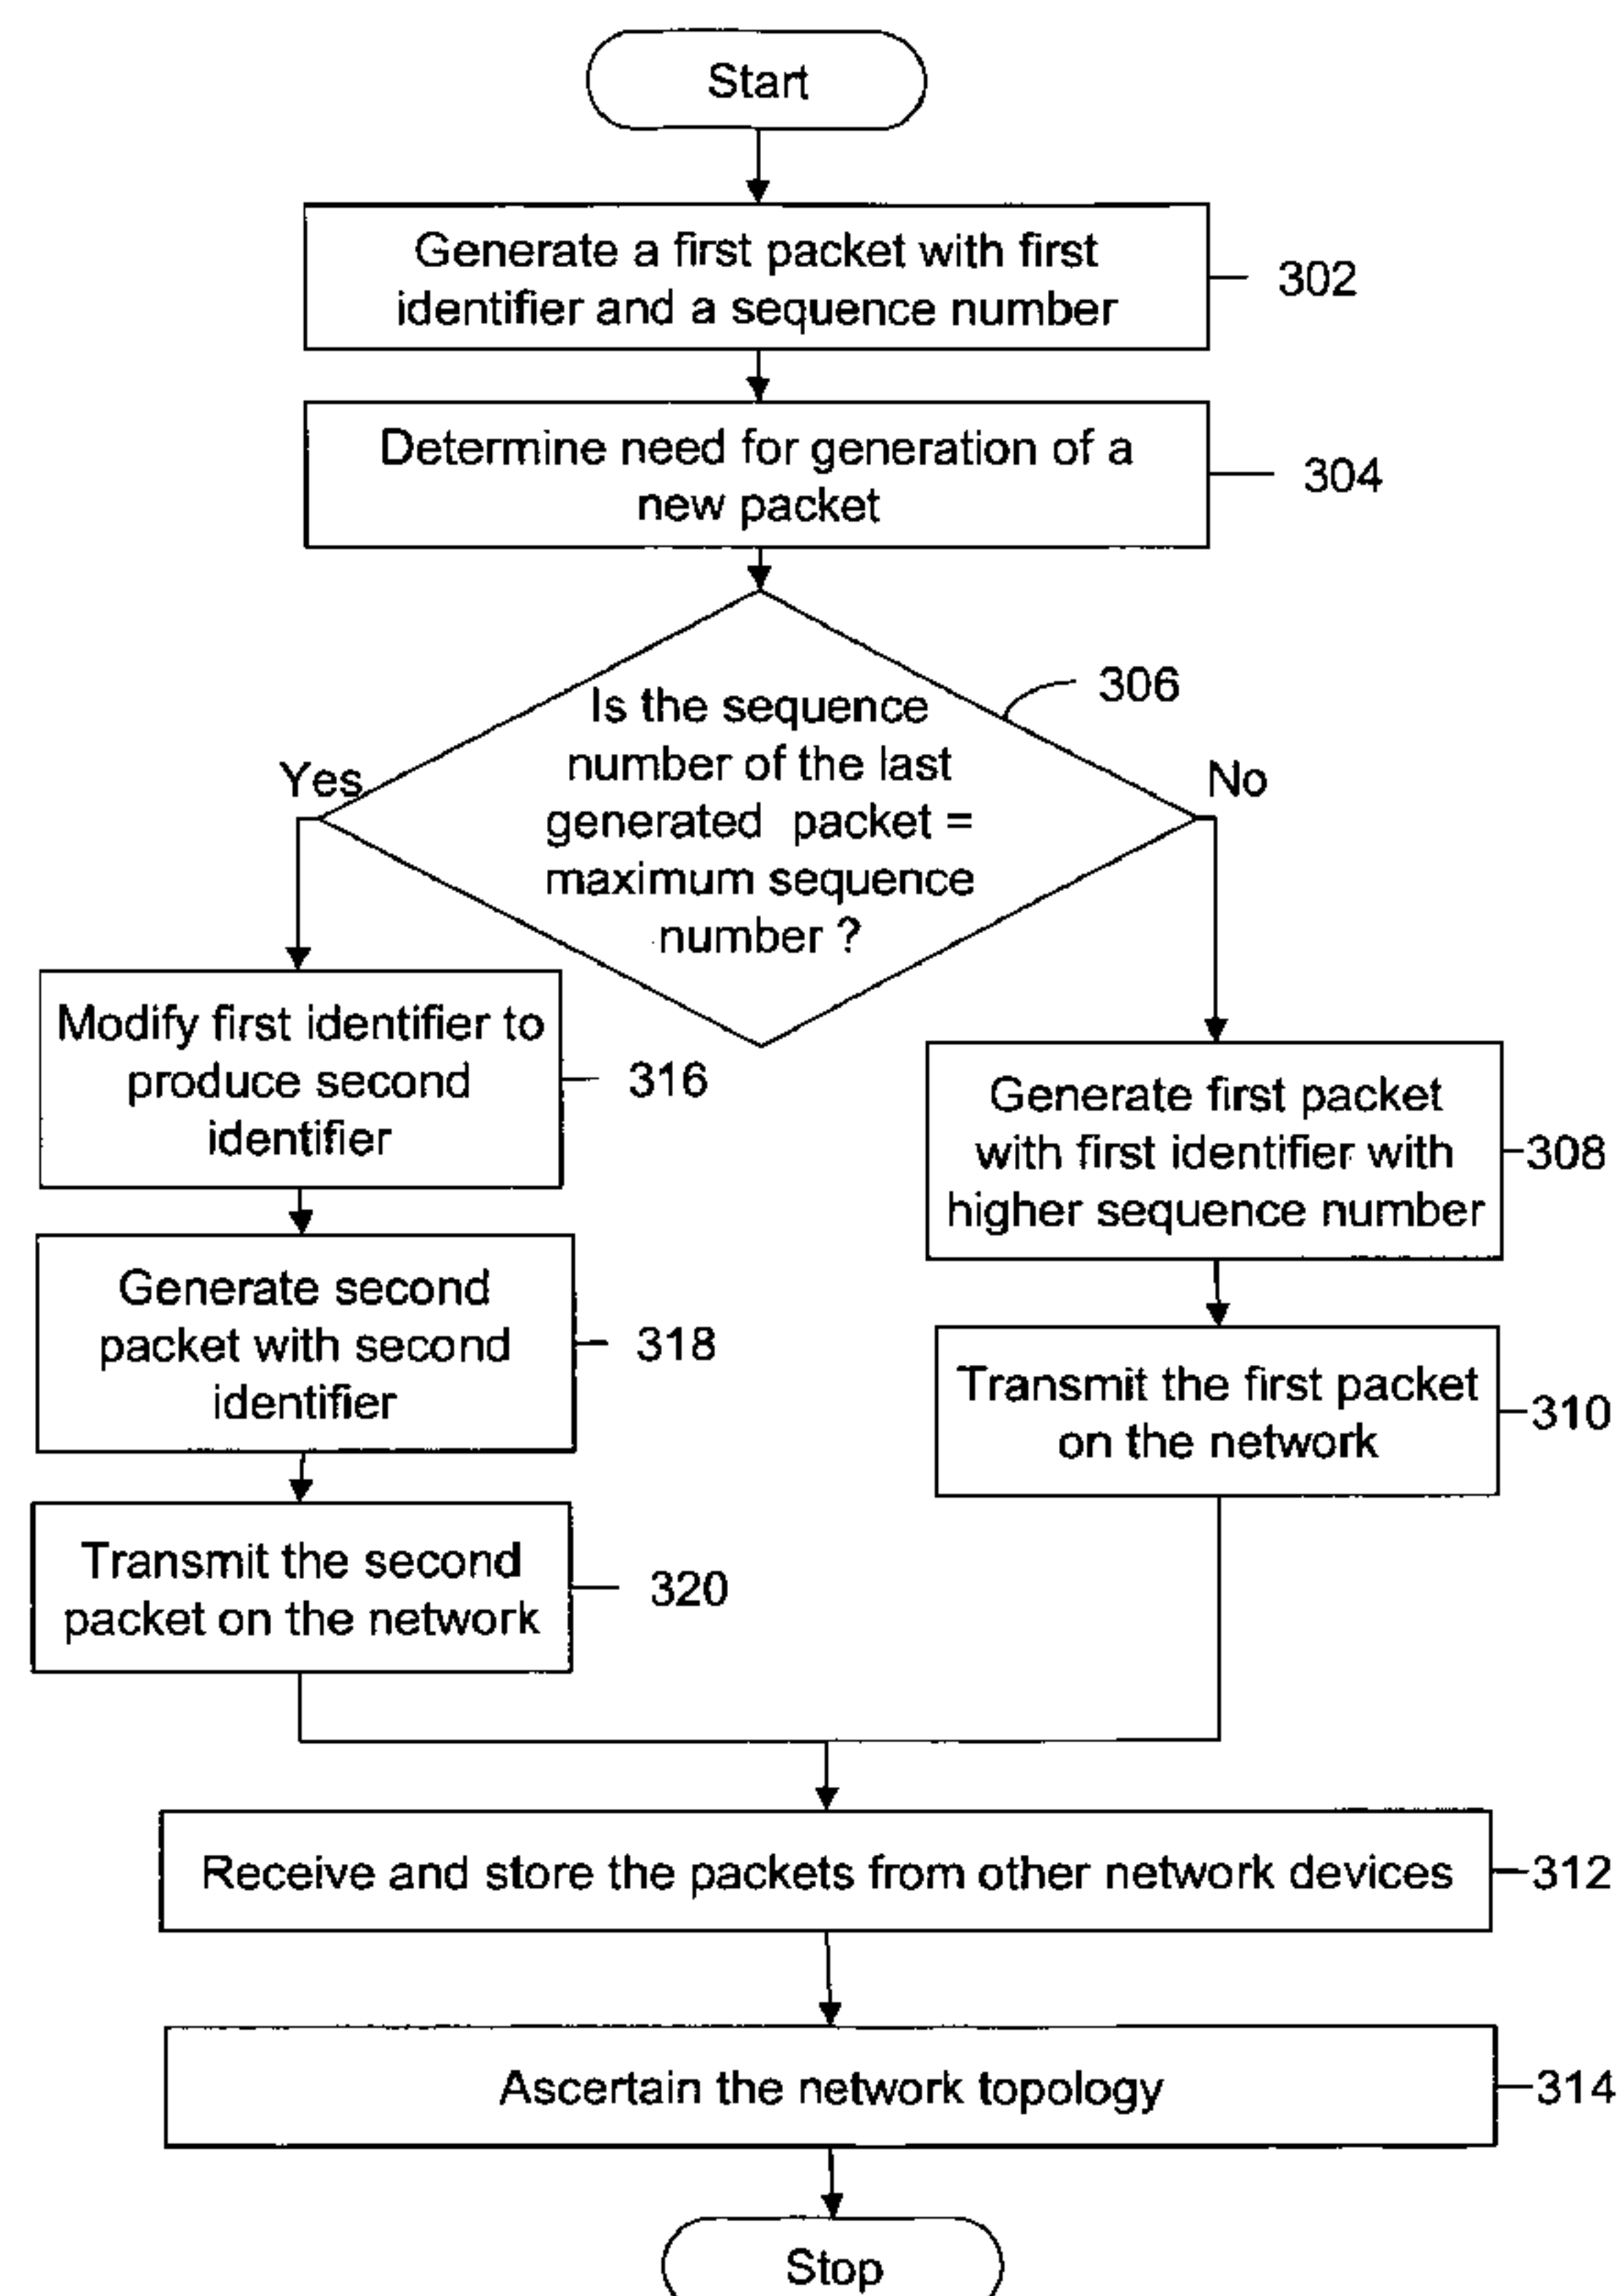 Start
Generate a first packet with first
identifier and a sequence number
302
Determine need for generation of a
new packet
304
Is the sequence
number of the last
generated packet =
maximum sequence
number ?
306
Yes
No
Modify first identifier to
produce second
identifier
316
Generate first packet
with first identifier with
higher sequence number
308
Generate second
packet with second
identifier
318
Transmit the first packet
on the network
310
Transmit the second
packet on the network
320
Receive and store the packets from other network devices
312
Ascertain the network topology
314
Stop